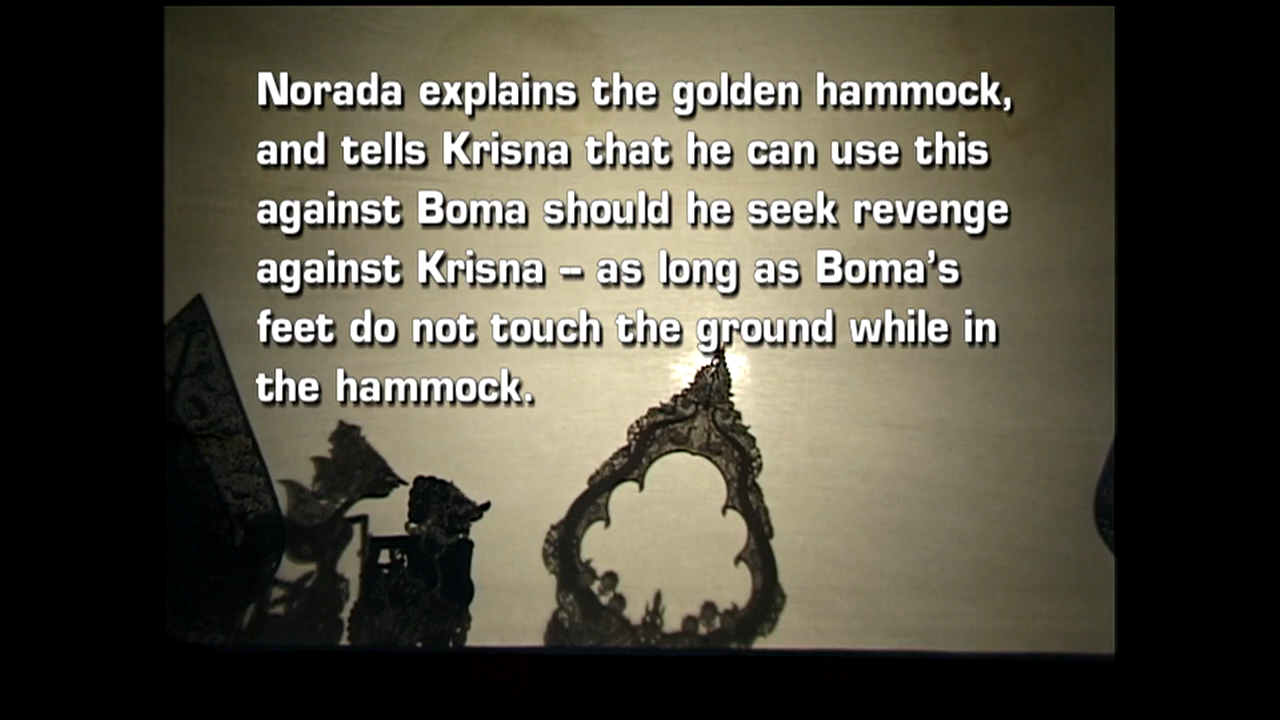 Norada explains the golden hammock,
and tells Krisna that he can use this
against Boma should he seek revenge
against Krisna – as long as Boma’s
feet do not touch the ground while in
the hammock.